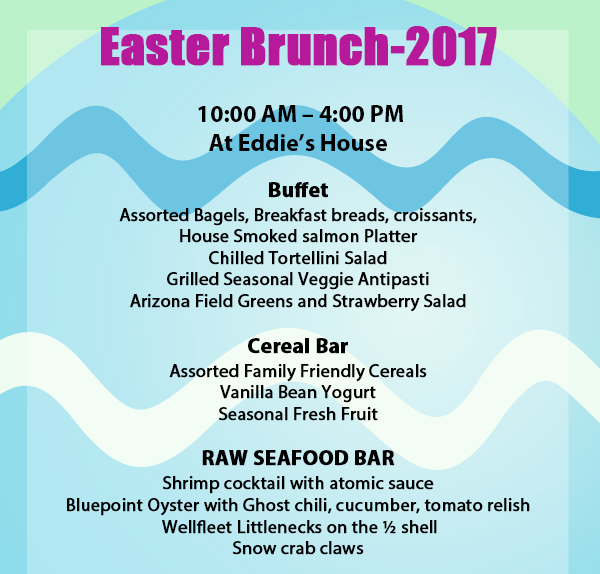 Easter Brunch-2017
10:00 AM – 4:00 PM
At Eddie’s House
Buffet
Assorted Bagels, Breakfast breads, croissants,
House Smoked salmon Platter
Chilled Tortellini Salad
Grilled Seasonal Veggie Antipasti
Arizona Field Greens and Strawberry Salad
Cereal Bar
Assorted Family Friendly Cereals
Vanilla Bean Yogurt
Seasonal Fresh Fruit
RAW SEAFOOD BAR
Shrimp cocktail with atomic sauce
Bluepoint Oyster with Ghost chili, cucumber, tomato relish
Wellfleet Littlenecks on the ½ shell
Snow crab claws